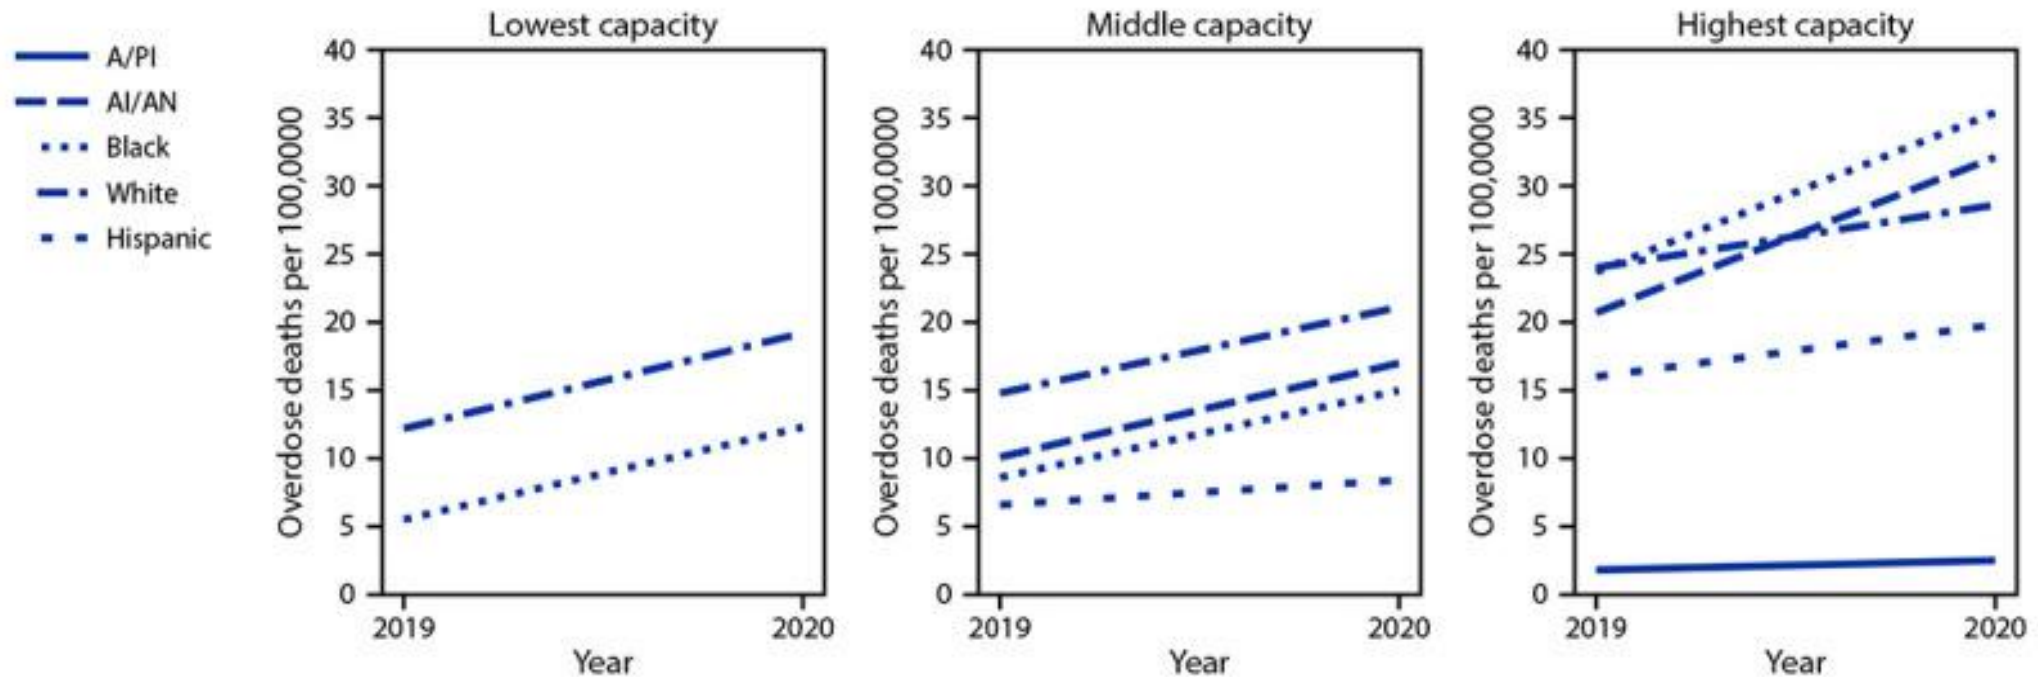 A/PI
AI/AN
Black
White
Hispanic
Lowest capacity
Overdose deaths per 100,0000
40
35
30
25
20
15
10
5
0
2019 2020
Year
Middle capacity
Overdose deaths per 100,0000
40
35
30
25
20
15
10
5
0
2019 2020
Year
Highest capacity
Overdose deaths per 100,0000
40
35
30
25
20
15
10
5
0
2019 2020
Year